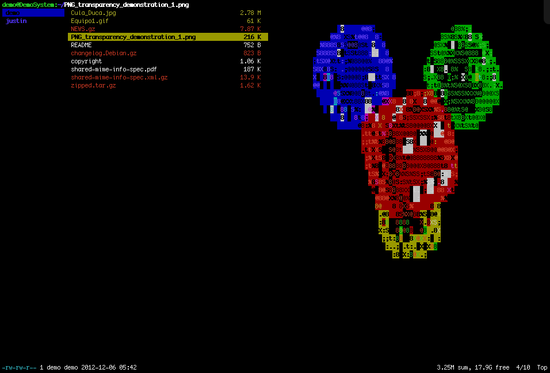 demo@DemoSystem:~/PNG_transparency_demonstration_1.png
demo
justin
Cula_Duca.jpg 2.78 M
Equipoi.gif 61 K
NEWS.gz 7.87 K
PNG_transparency_demonstration_1.png 216 K
README 752 B
changelog.Debian.gz 823 B
copyright 1.06 K
shared-mime-info-spec.pdf 187 K
shared-mime-info-spec.xml.gz 13.9 K
zipped.tar.gz 1.62 K
-rw-rw-r-- 1 demo demo 2012-12-06 05:42 3.25M sum, 17.9G free 4/10 Top